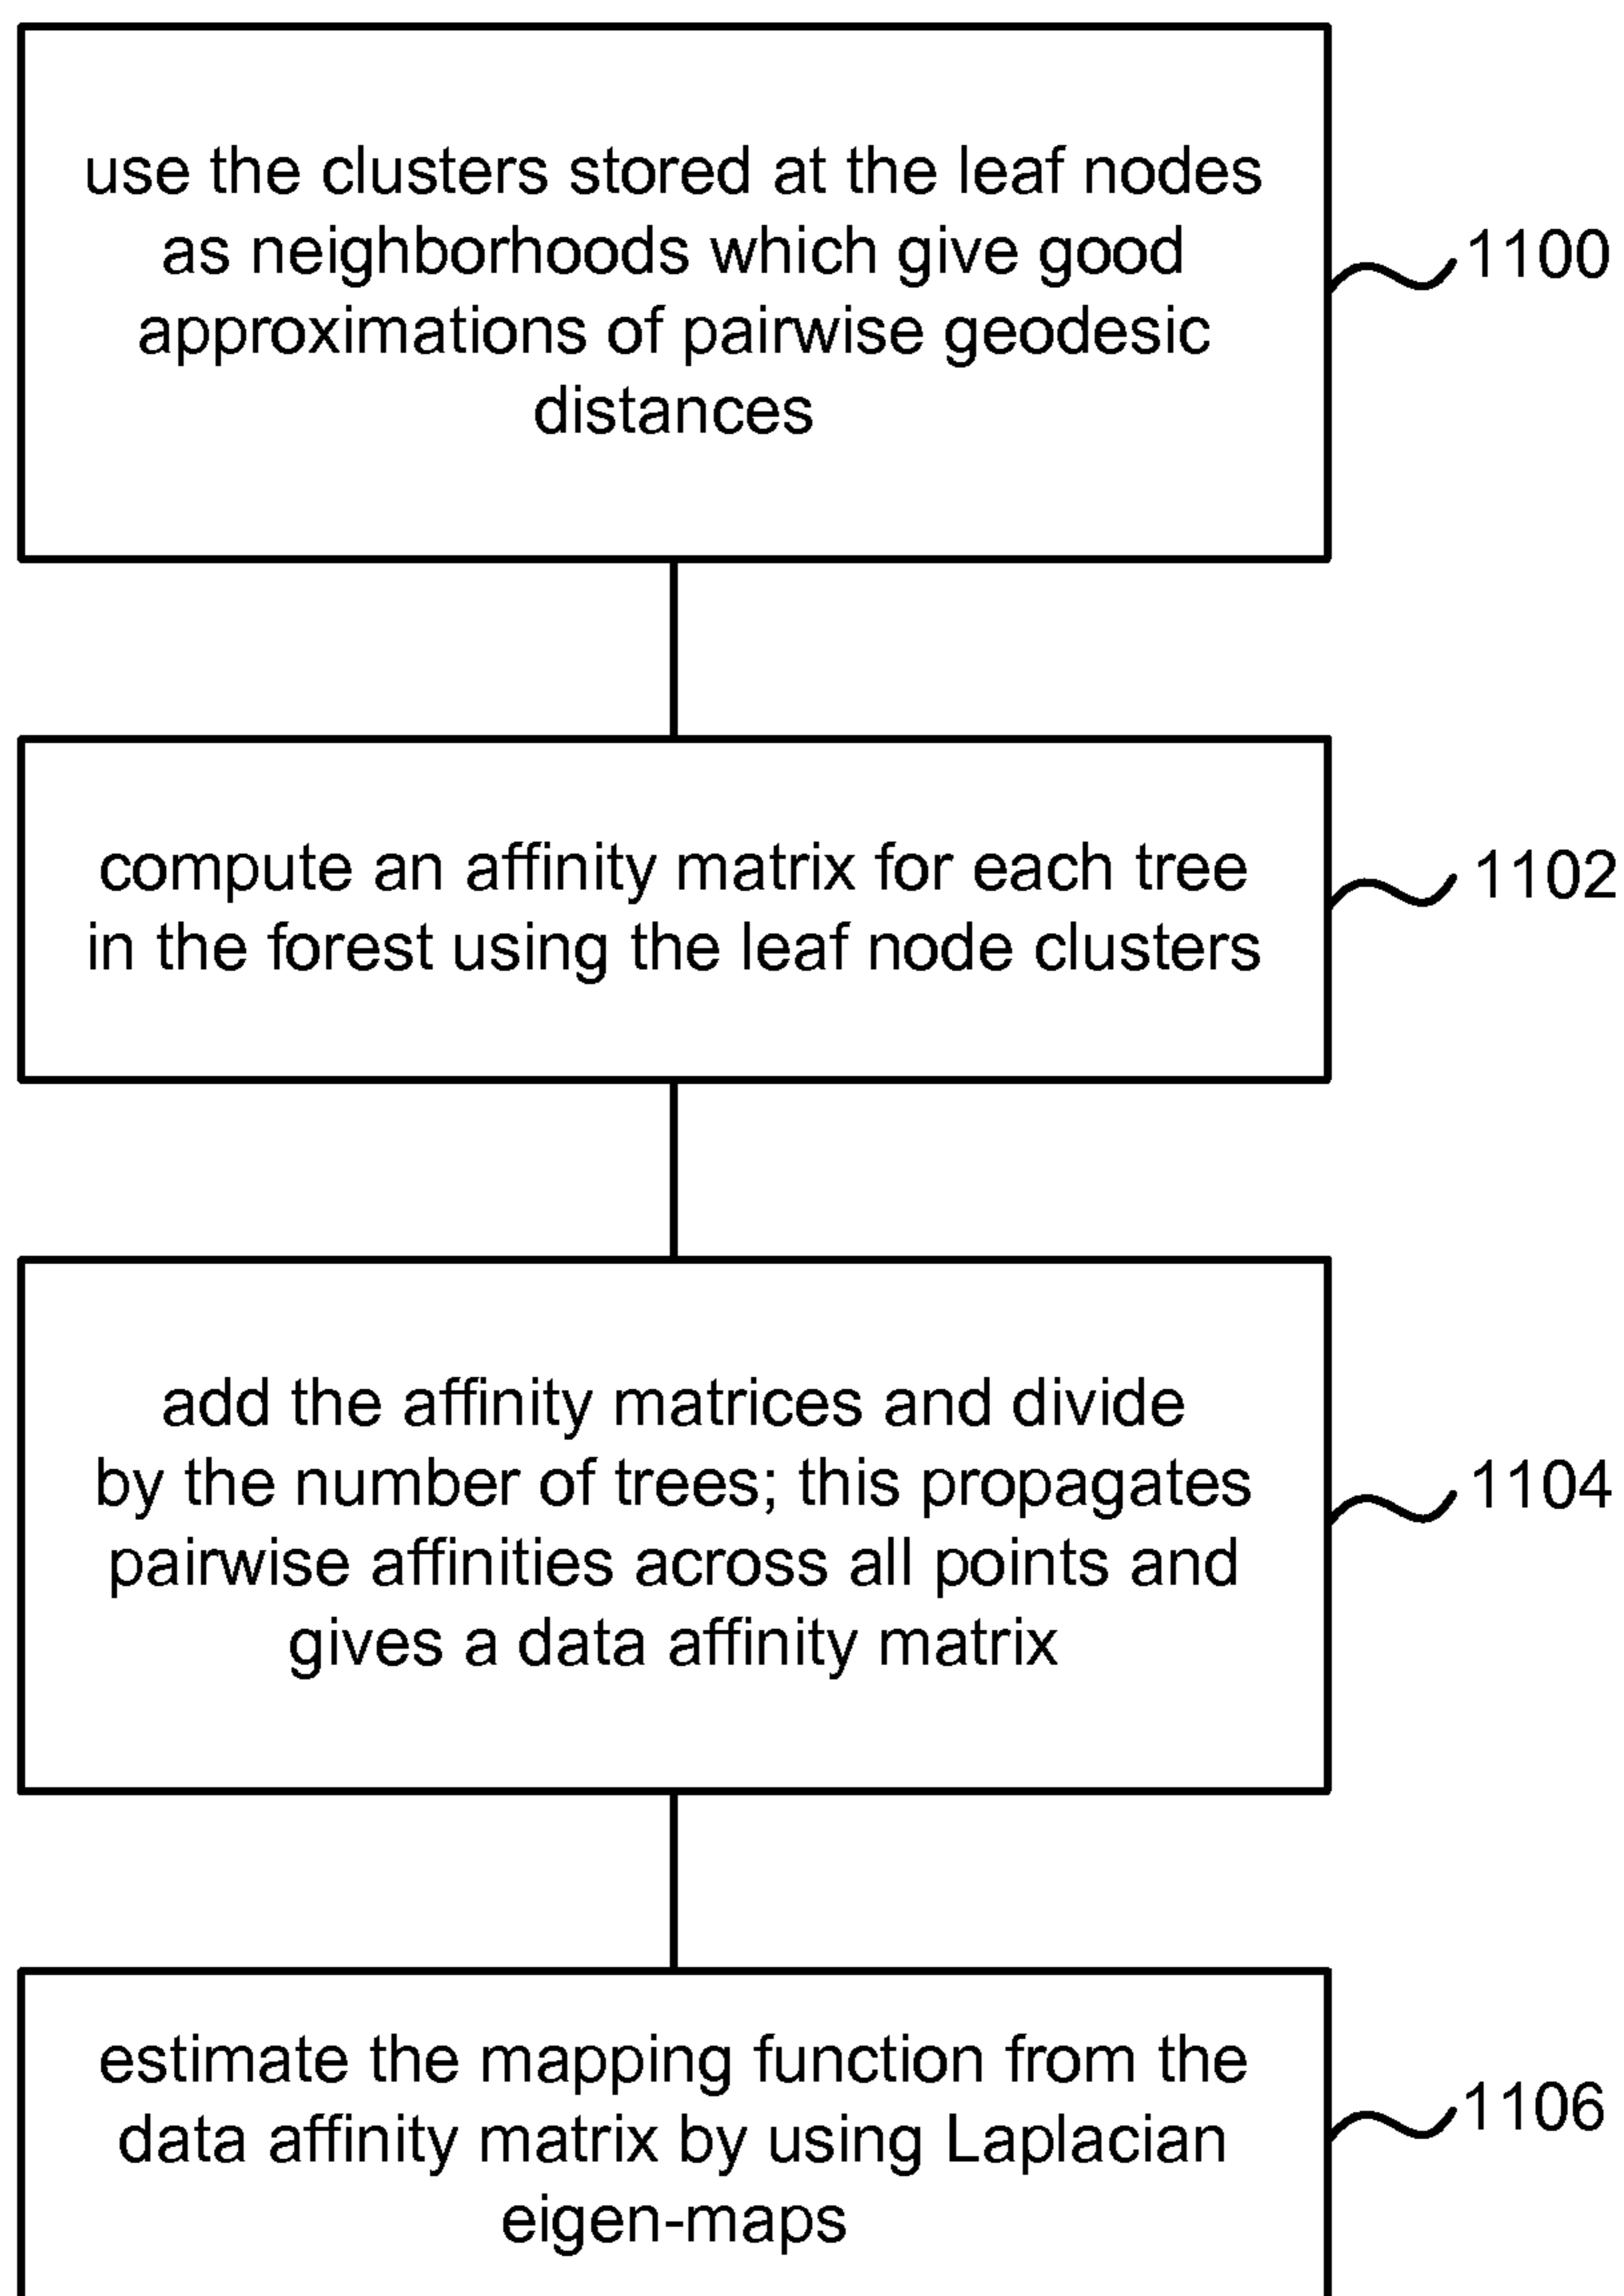 use the clusters stored at the leaf nodes
as neighborhoods which give good
approximations of pairwise geodesic
distances
1100
compute an affinity matrix for each tree
in the forest using the leaf node clusters
1102
add the affinity matrices and divide
by the number of trees; this propagates
pairwise affinities across all points and
gives a data affinity matrix
1104
estimate the mapping function from the
data affinity matrix by using Laplacian
eigen-maps
1106